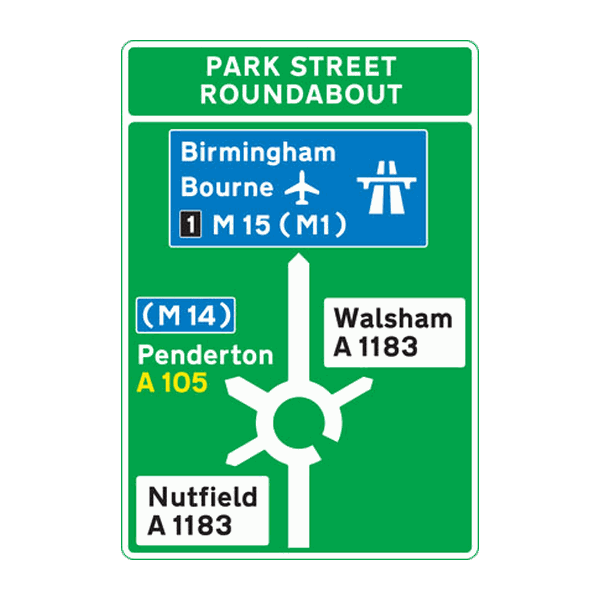 PARK STREET
ROUNDABOUT
Birmingham
Bourne
1 M 15 (M1)
(M 14)
Penderton
A 105
Walsham
A 1183
Nutfield
A 1183